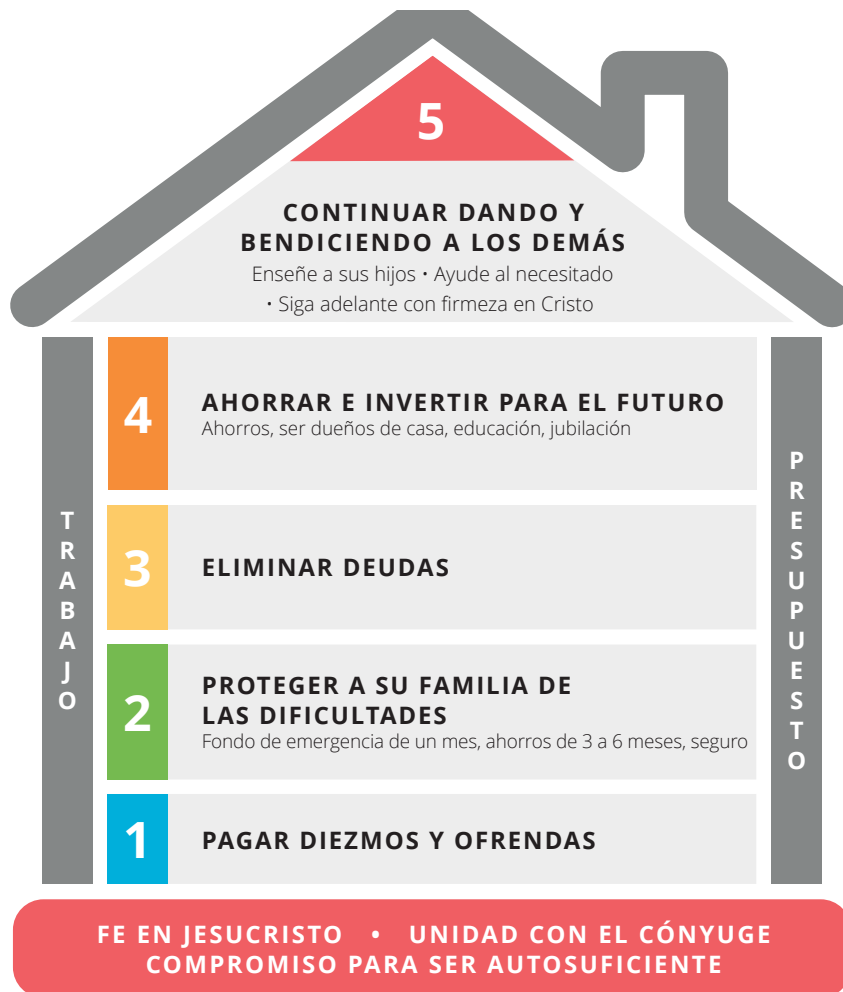 5
CONTINUAR DANDO Y
BENDICIENDO A LOS DEMÁS
Enseñe a sus hijos • Ayude al necesitado
• Siga adelante con firmeza en Cristo
4
AHORRAR E INVERTIR PARA EL FUTURO
Ahorros, ser dueños de casa, educación, jubilación
3
ELIMINAR DEUDAS
2
PROTEGER A SU FAMILIA DE
LAS DIFICULTADES
Fondo de emergencia de un mes, ahorros de 3 a 6 meses, seguro
1
PAGAR DIEZMOS Y OFRENDAS
TRABAJO
PRESUPUESTO
FE EN JESUCRISTO • UNIDAD CON EL CÓNYUGE
COMPROMISO PARA SER AUTOSUFICIENTE